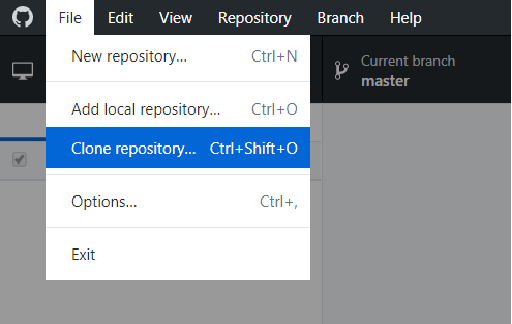 File Edit View Repository Branch Help
New repository... Ctrl+N
Add local repository... Ctrl+O
Clone repository... Ctrl+Shift+O
Options... Ctrl+,
Exit
Current branch
master